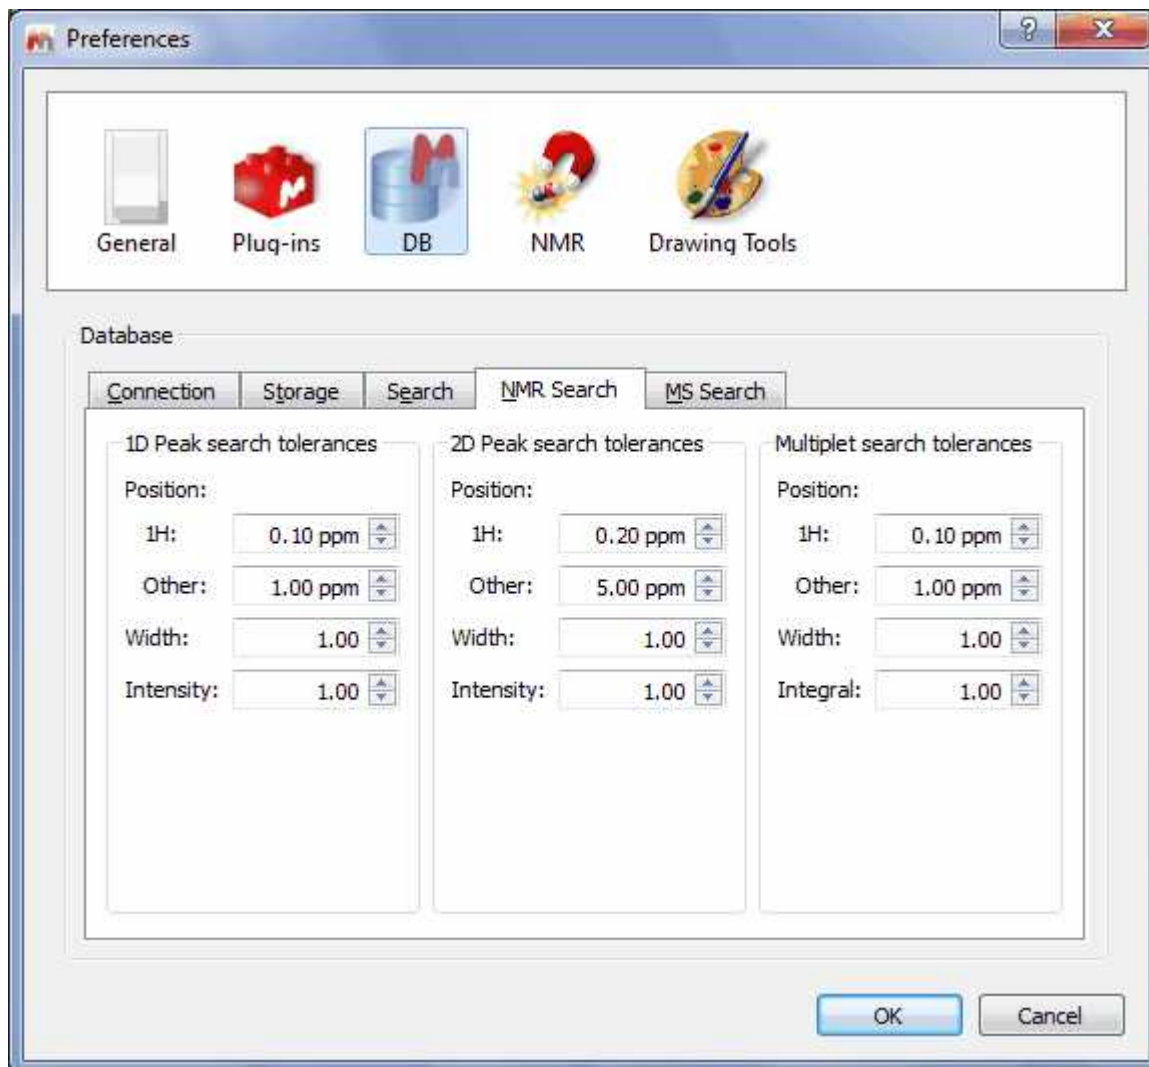 Preferences
General Plug-ins DB NMR Drawing Tools
Database
Connection Storage Search NMR Search MS Search
1D Peak search tolerances 2D Peak search tolerances Multiplet search tolerances
Position: Position: Position:
1H: 0.10 ppm 1H: 0.20 ppm 1H: 0.10 ppm
Other: 1.00 ppm Other: 5.00 ppm Other: 1.00 ppm
Width: 1.00 Width: 1.00 Width: 1.00
Intensity: 1.00 Intensity: 1.00 Integral: 1.00
OK Cancel